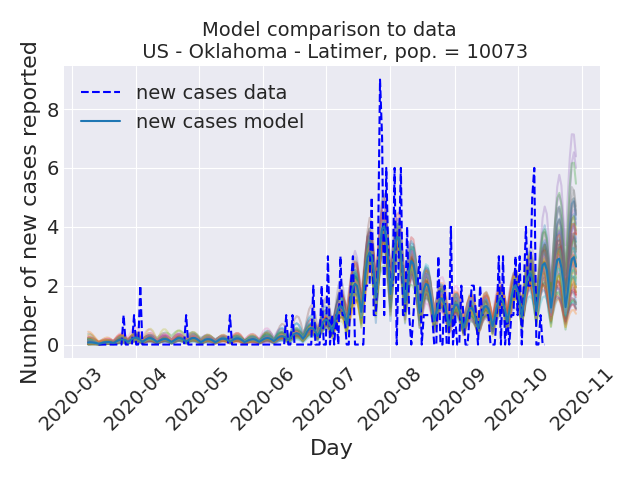 Model comparison to data
US - Oklahoma - Latimer, pop. = 10073
Number of new cases reported
8
6
4
2
0
new cases data
new cases model
2020-03
2020-04
2020-05
2020-06
2020-07
2020-08
2020-09
2020-10
2020-11
Day